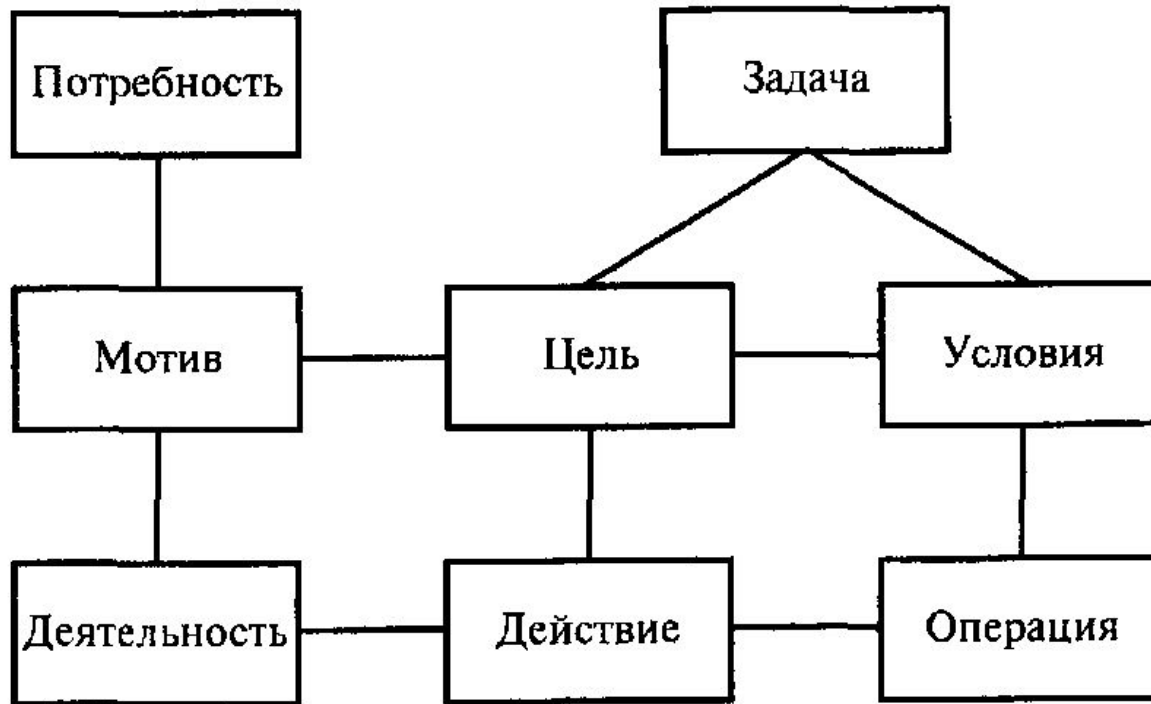 Потребность
Задача
Мотив
Цель
Условия
Деятельность
Действие
Операция